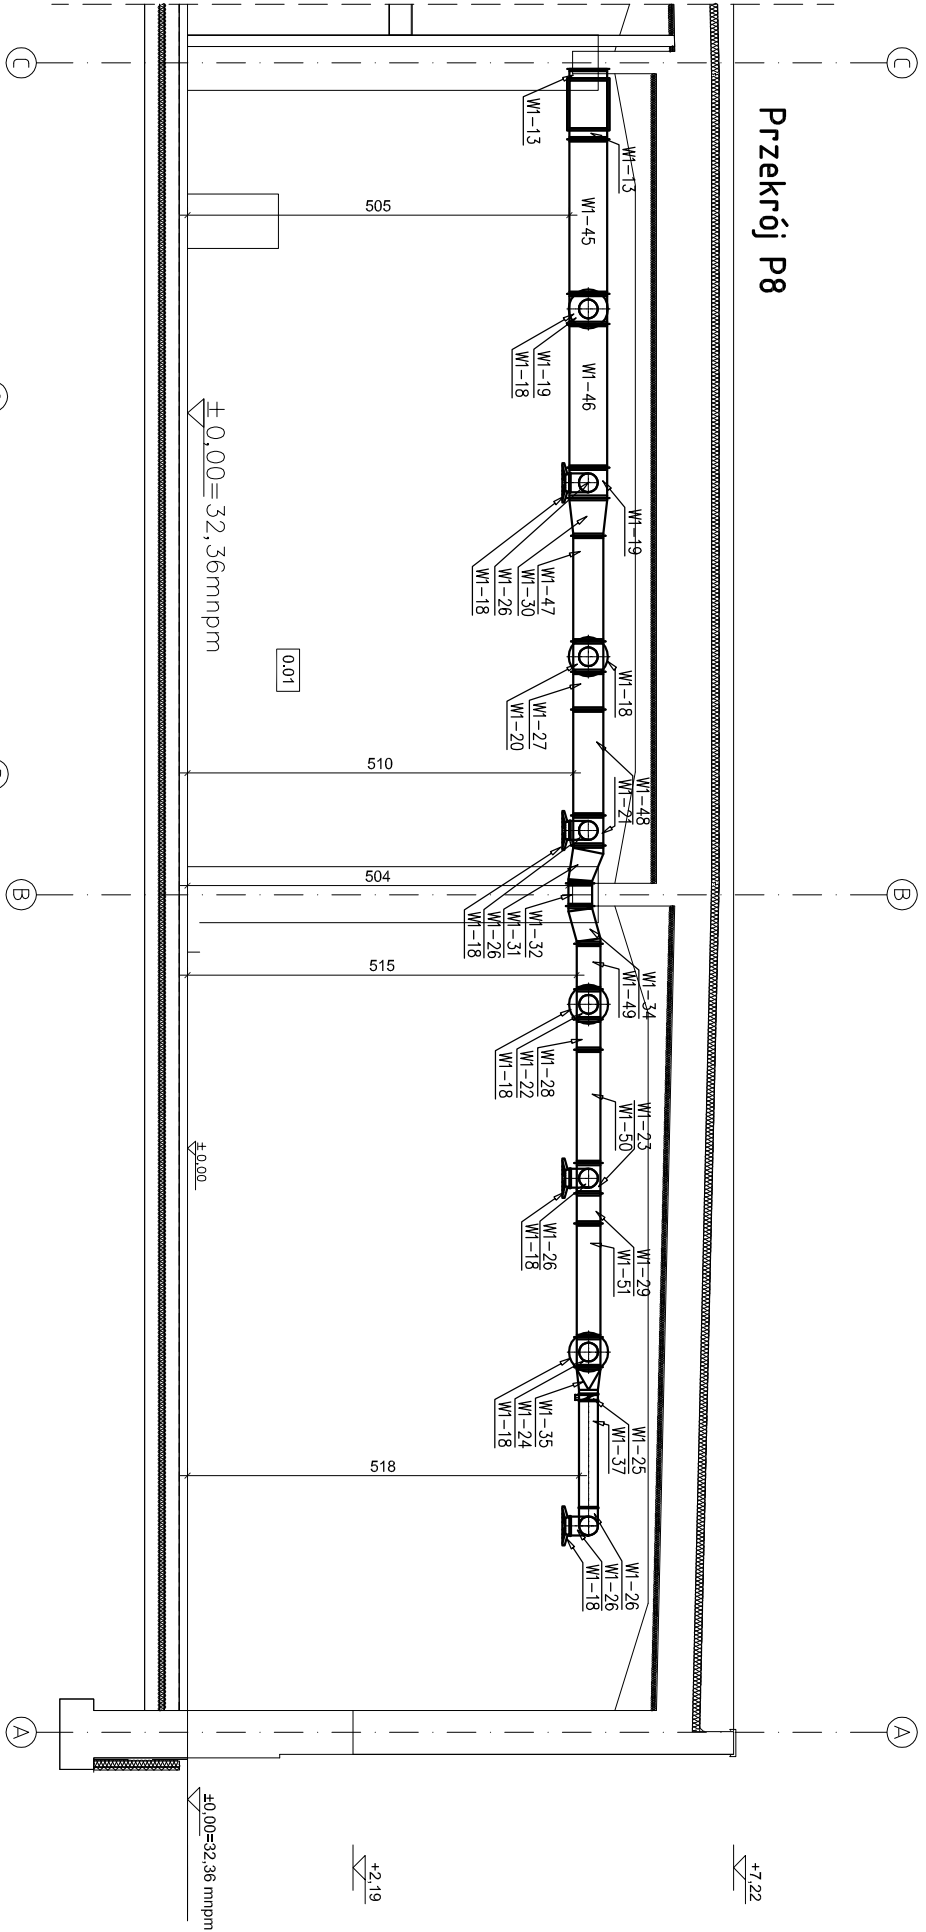 Przekrój P8
C
C
W1-13
W1-13
505
W1-45
W1-19
W1-18
W1-46
±0,00=32,36mnpm
W1-19
W1-47
W1-30
W1-26
W1-18
0.01
W1-18
W1-27
W1-20
510
W1-48
W1-21
504
B
B
W1-32
W1-31
W1-26
W1-18
515
W1-34
W1-49
W1-28
W1-22
W1-18
W1-23
W1-50
±0,00
W1-26
W1-18
W1-29
W1-51
W1-35
W1-24
W1-18
W1-25
W1-37
518
W1-26
W1-26
W1-18
A
A
±0,00=32,36 mnpm
+2,19
+7,22